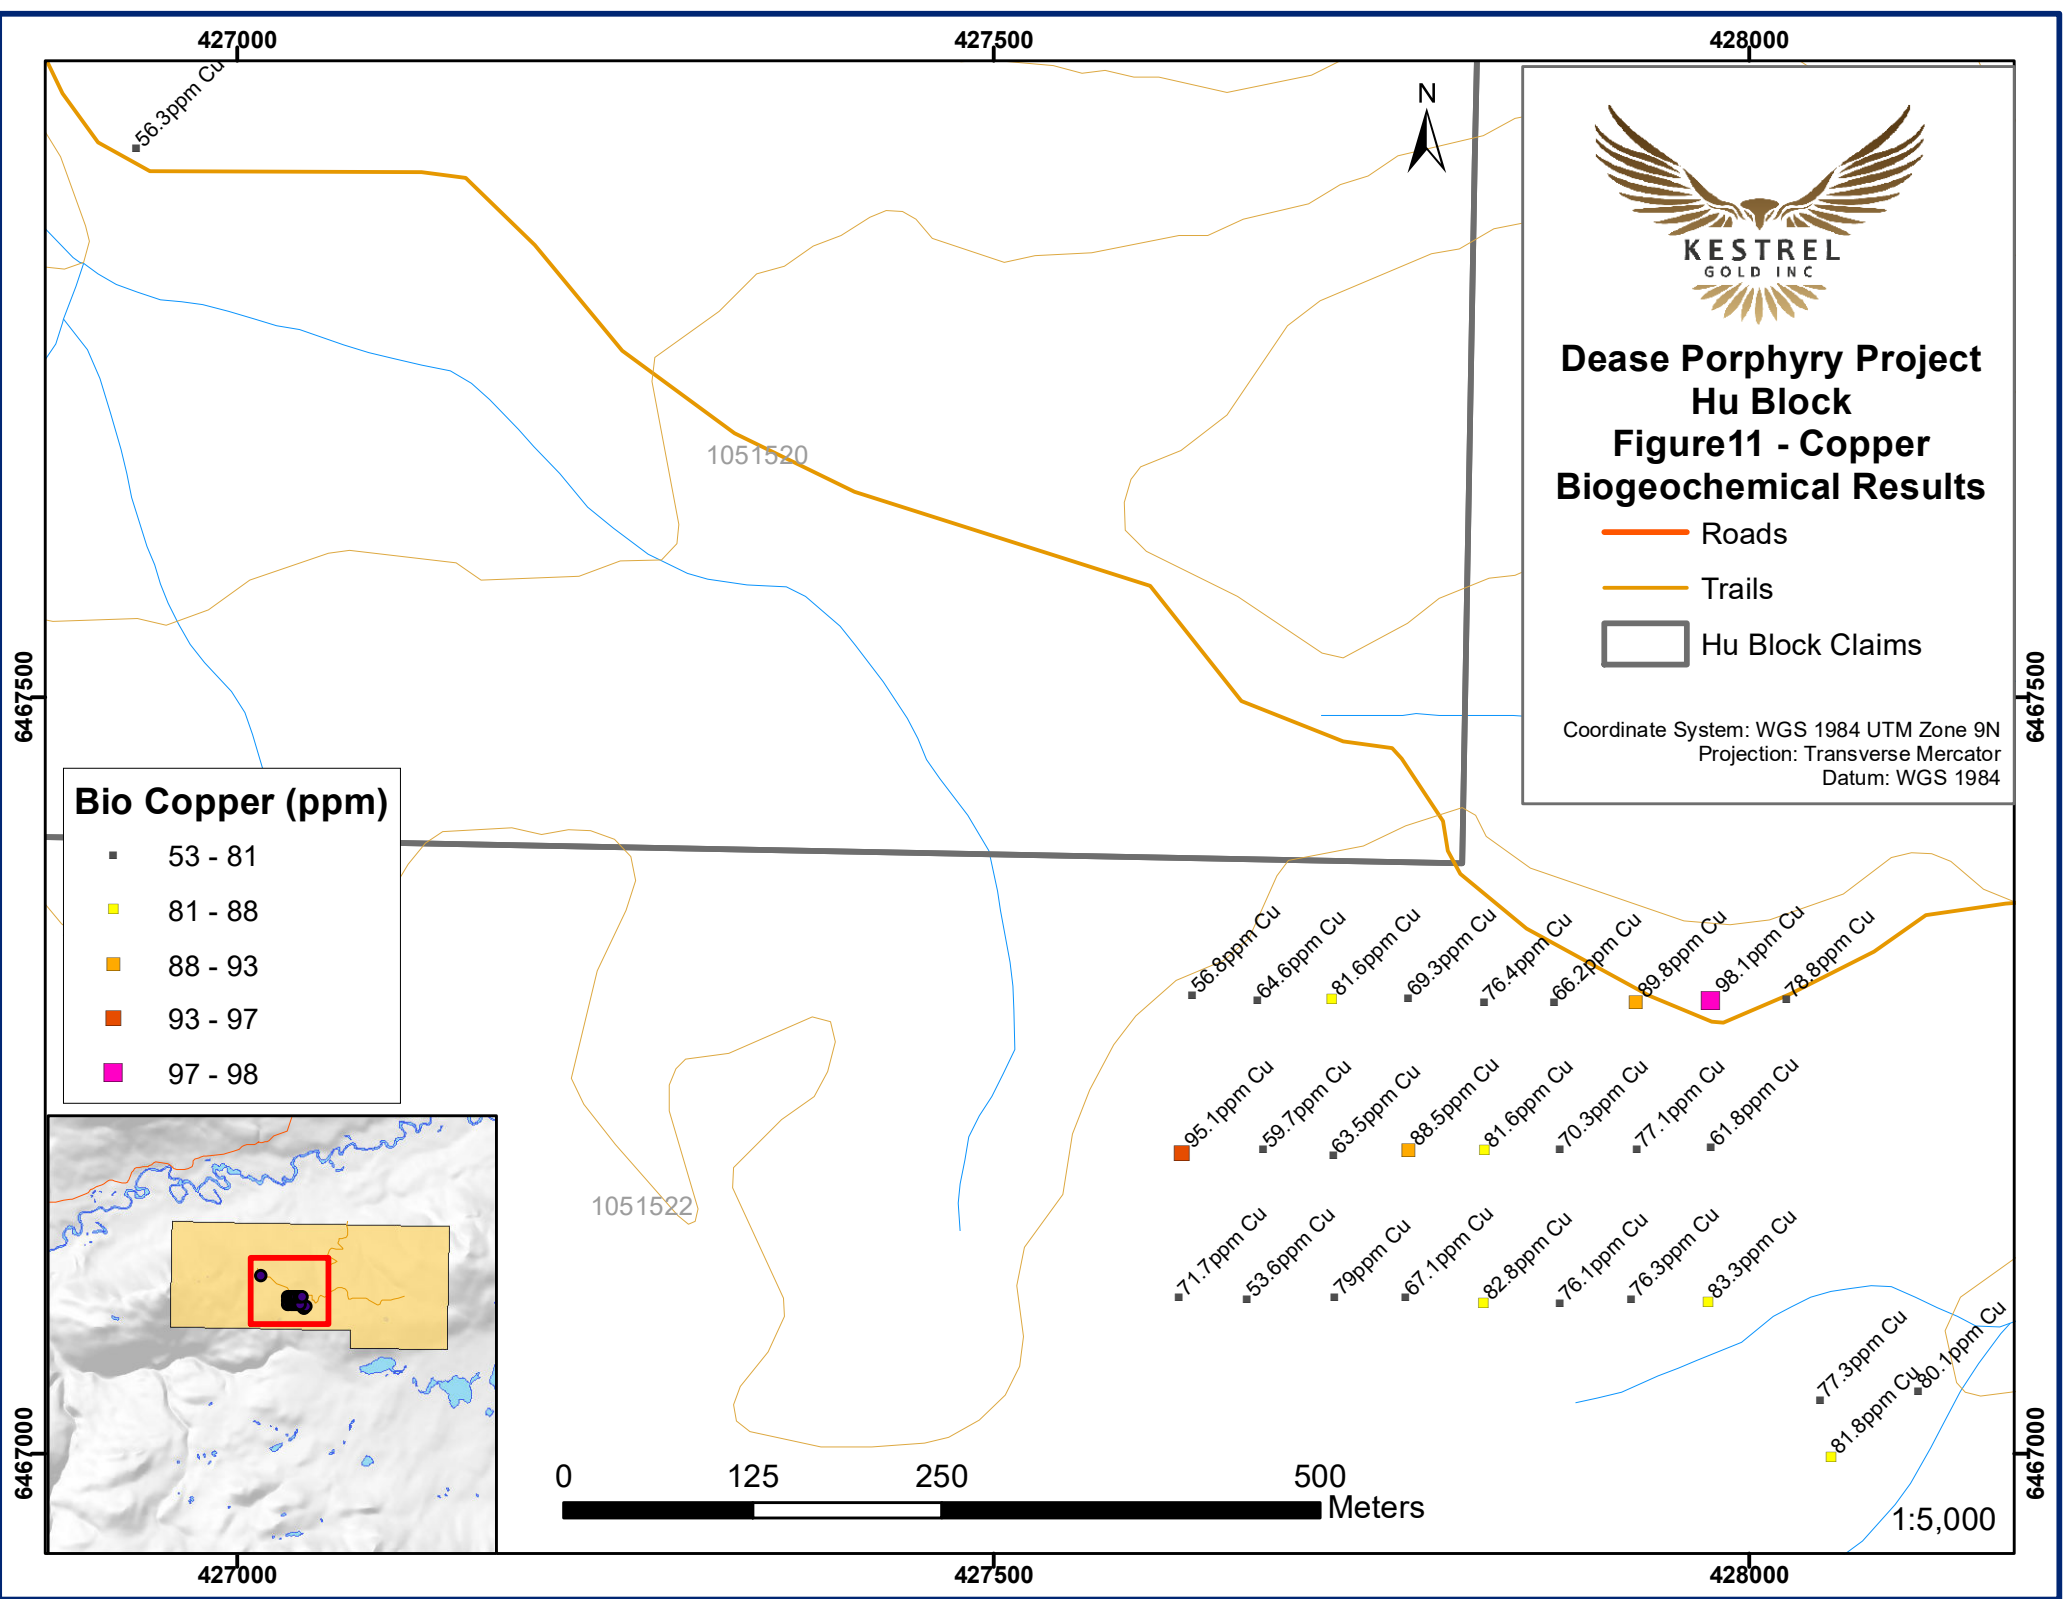 427000
427500
428000
56.3ppm Cu
N
KESTREL
GOLD INC
Dease Porphyry Project
Hu Block
Figure11 - Copper
Biogeochemical Results
Roads
Trails
Hu Block Claims
Coordinate System: WGS 1984 UTM Zone 9N
Projection: Transverse Mercator
Datum: WGS 1984
1051520
6467500
6467500
Bio Copper (ppm)
53 - 81
81 - 88
88 - 93
93 - 97
97 - 98
56.8ppm Cu
64.6ppm Cu
81.6ppm Cu
69.3ppm Cu
76.4ppm Cu
66.2ppm Cu
89.8ppm Cu
98.1ppm Cu
78.8ppm Cu
95.1ppm Cu
59.7ppm Cu
63.5ppm Cu
88.5ppm Cu
81.6ppm Cu
70.3ppm Cu
77.1ppm Cu
61.8ppm Cu
1051522
71.7ppm Cu
53.6ppm Cu
79ppm Cu
67.1ppm Cu
82.8ppm Cu
76.1ppm Cu
76.3ppm Cu
83.3ppm Cu
77.3ppm Cu
80.1ppm Cu
81.8ppm Cu
6467000
6467000
0
125
250
500
Meters
1:5,000
427000
427500
428000